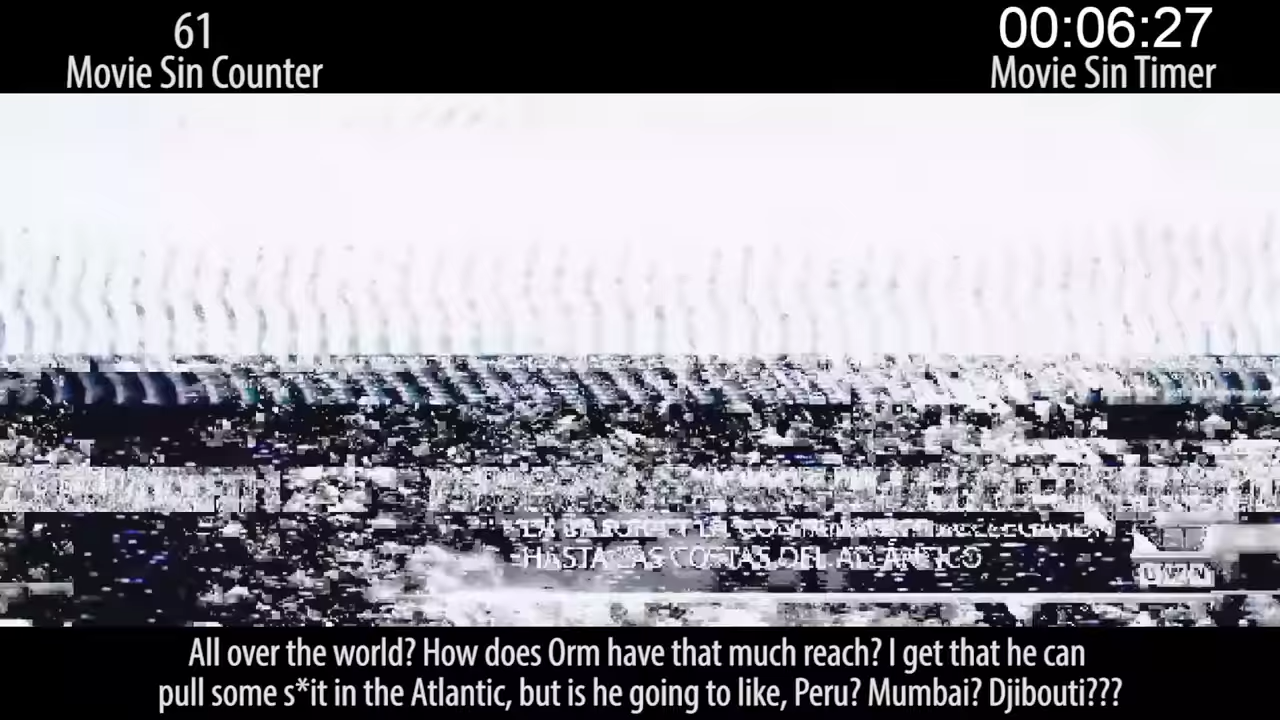 61
Movie Sin Counter
00:06:27
Movie Sin Timer
HASTA LAS COSTAS DEL ATLÁNTICO
All over the world? How does Orm have that much reach? I get that he can
pull some s*it in the Atlantic, but is he going to like, Peru? Mumbai? Djibouti???